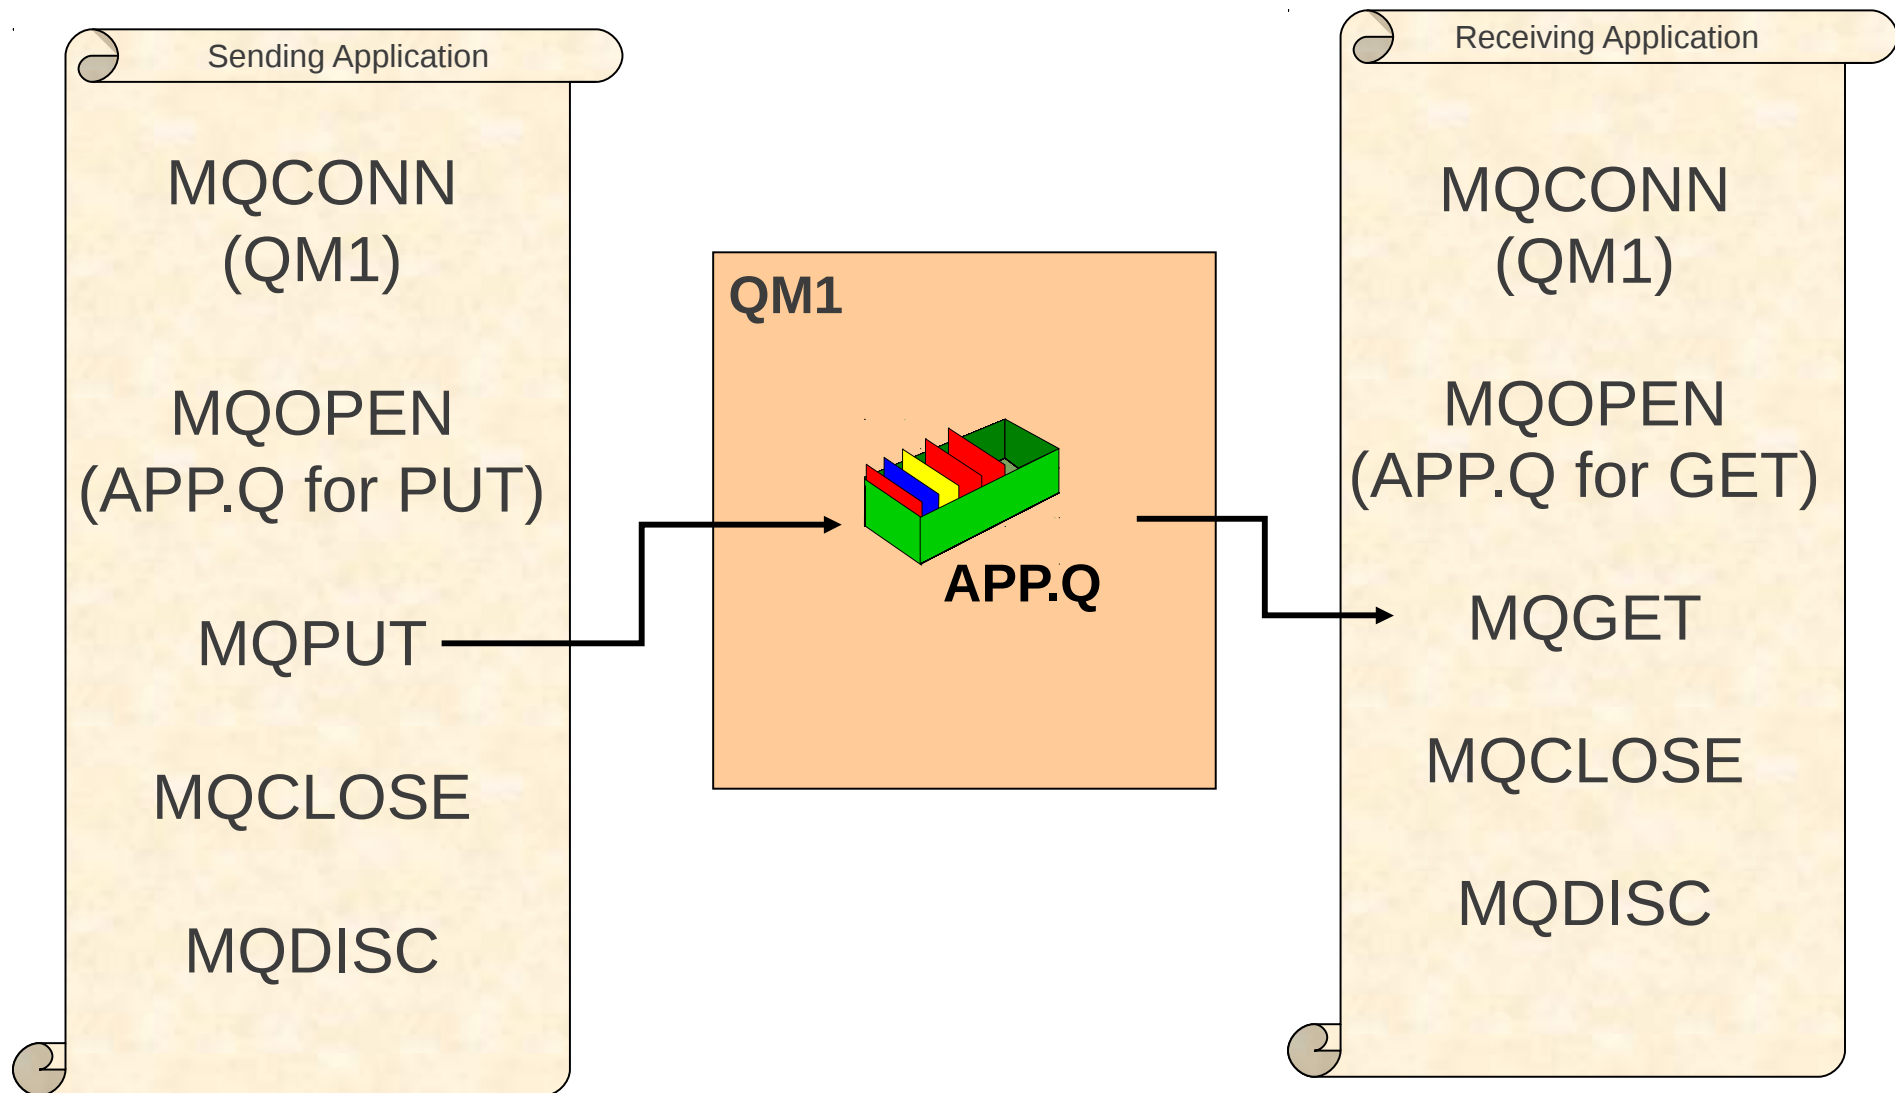 Sending Application
MQCONN
(QM1)
MQOPEN
(APP.Q for PUT)
MQPUT
MQCLOSE
MQDISC
QM1
APP.Q
Receiving Application
MQCONN
(QM1)
MQOPEN
(APP.Q for GET)
MQGET
MQCLOSE
MQDISC